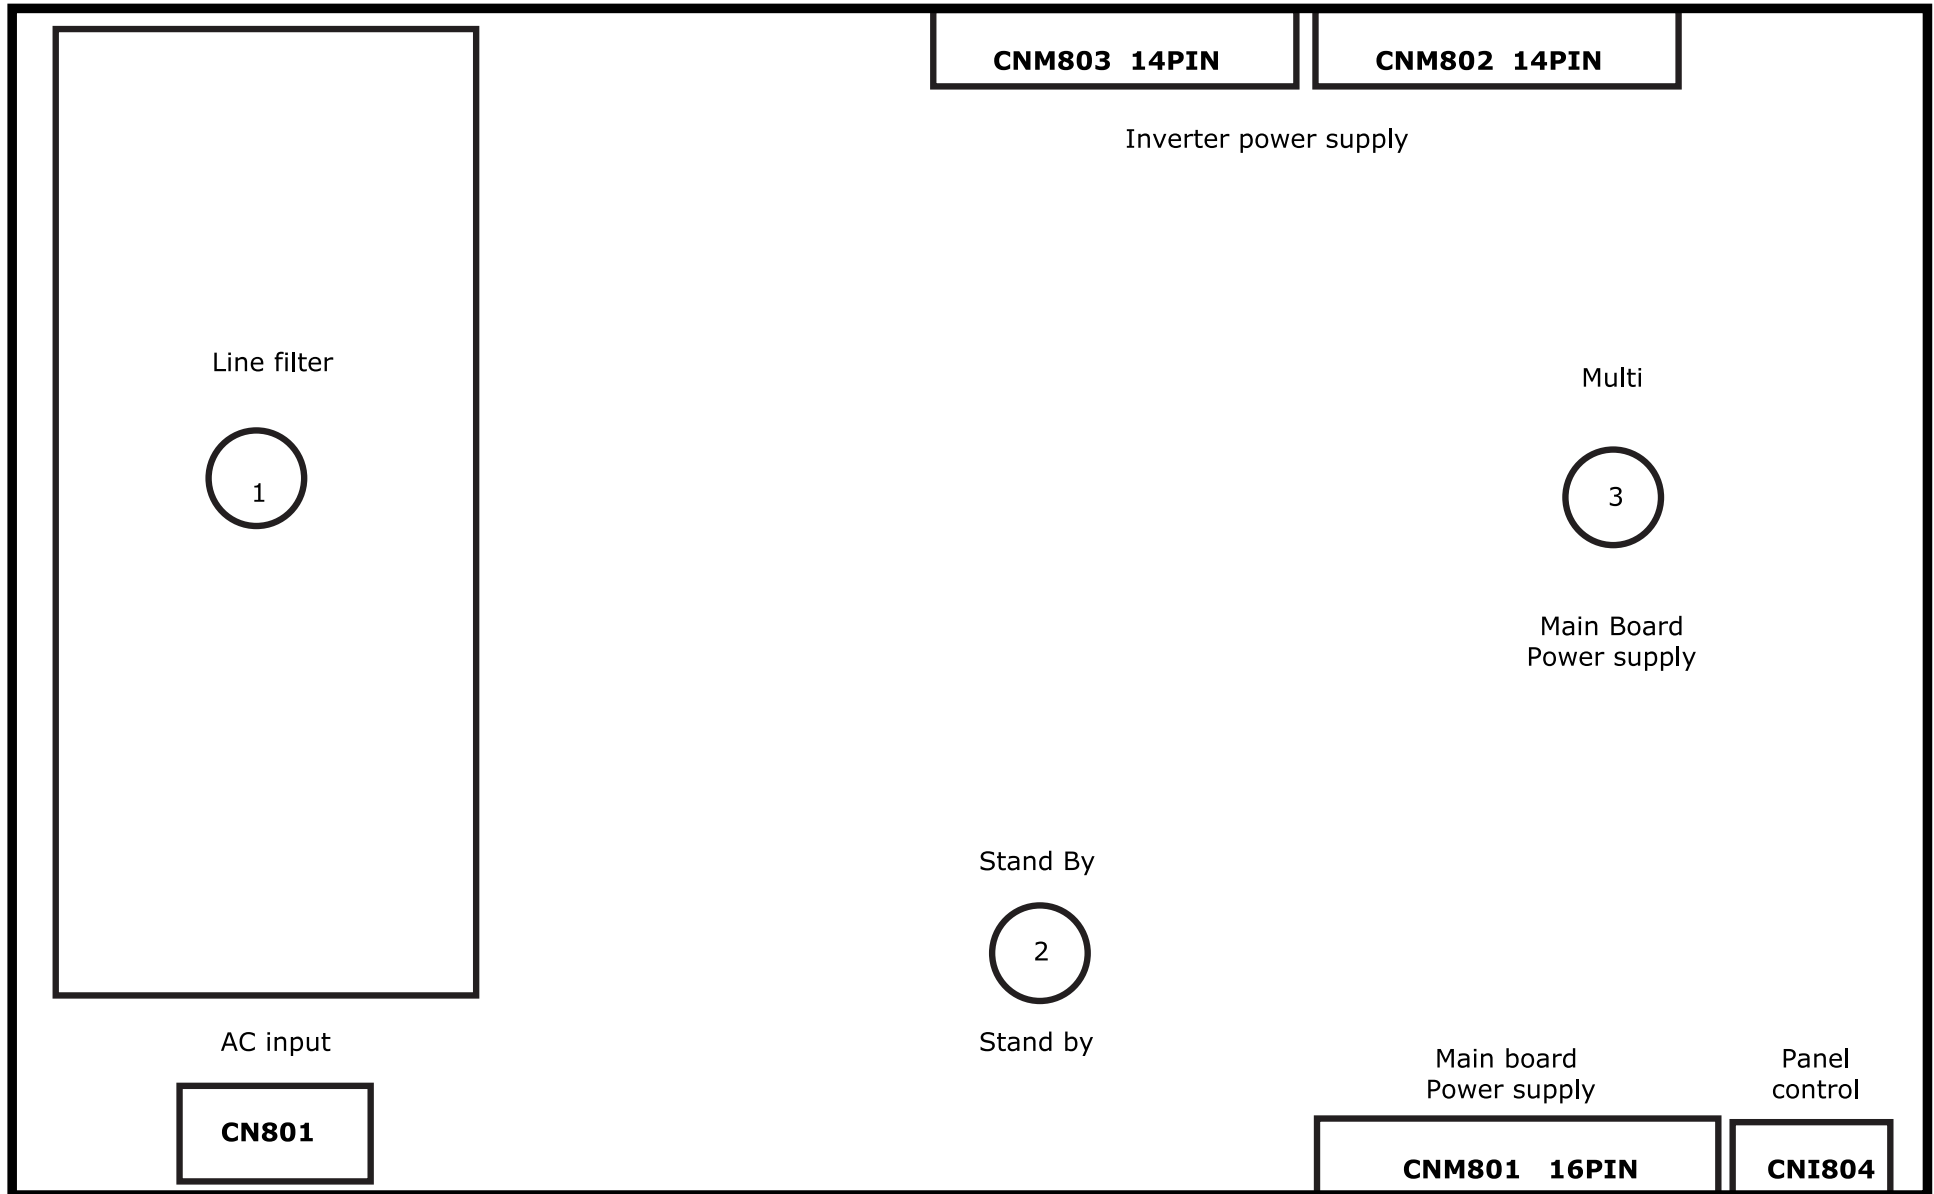 CNM803 14PIN
CNM802 14PIN
Inverter power supply
Line filter
1
Multi
3
Main Board
Power supply
Stand By
2
Stand by
AC input
CN801
Main board
Power supply
CNM801 16PIN
Panel
control
CNI804